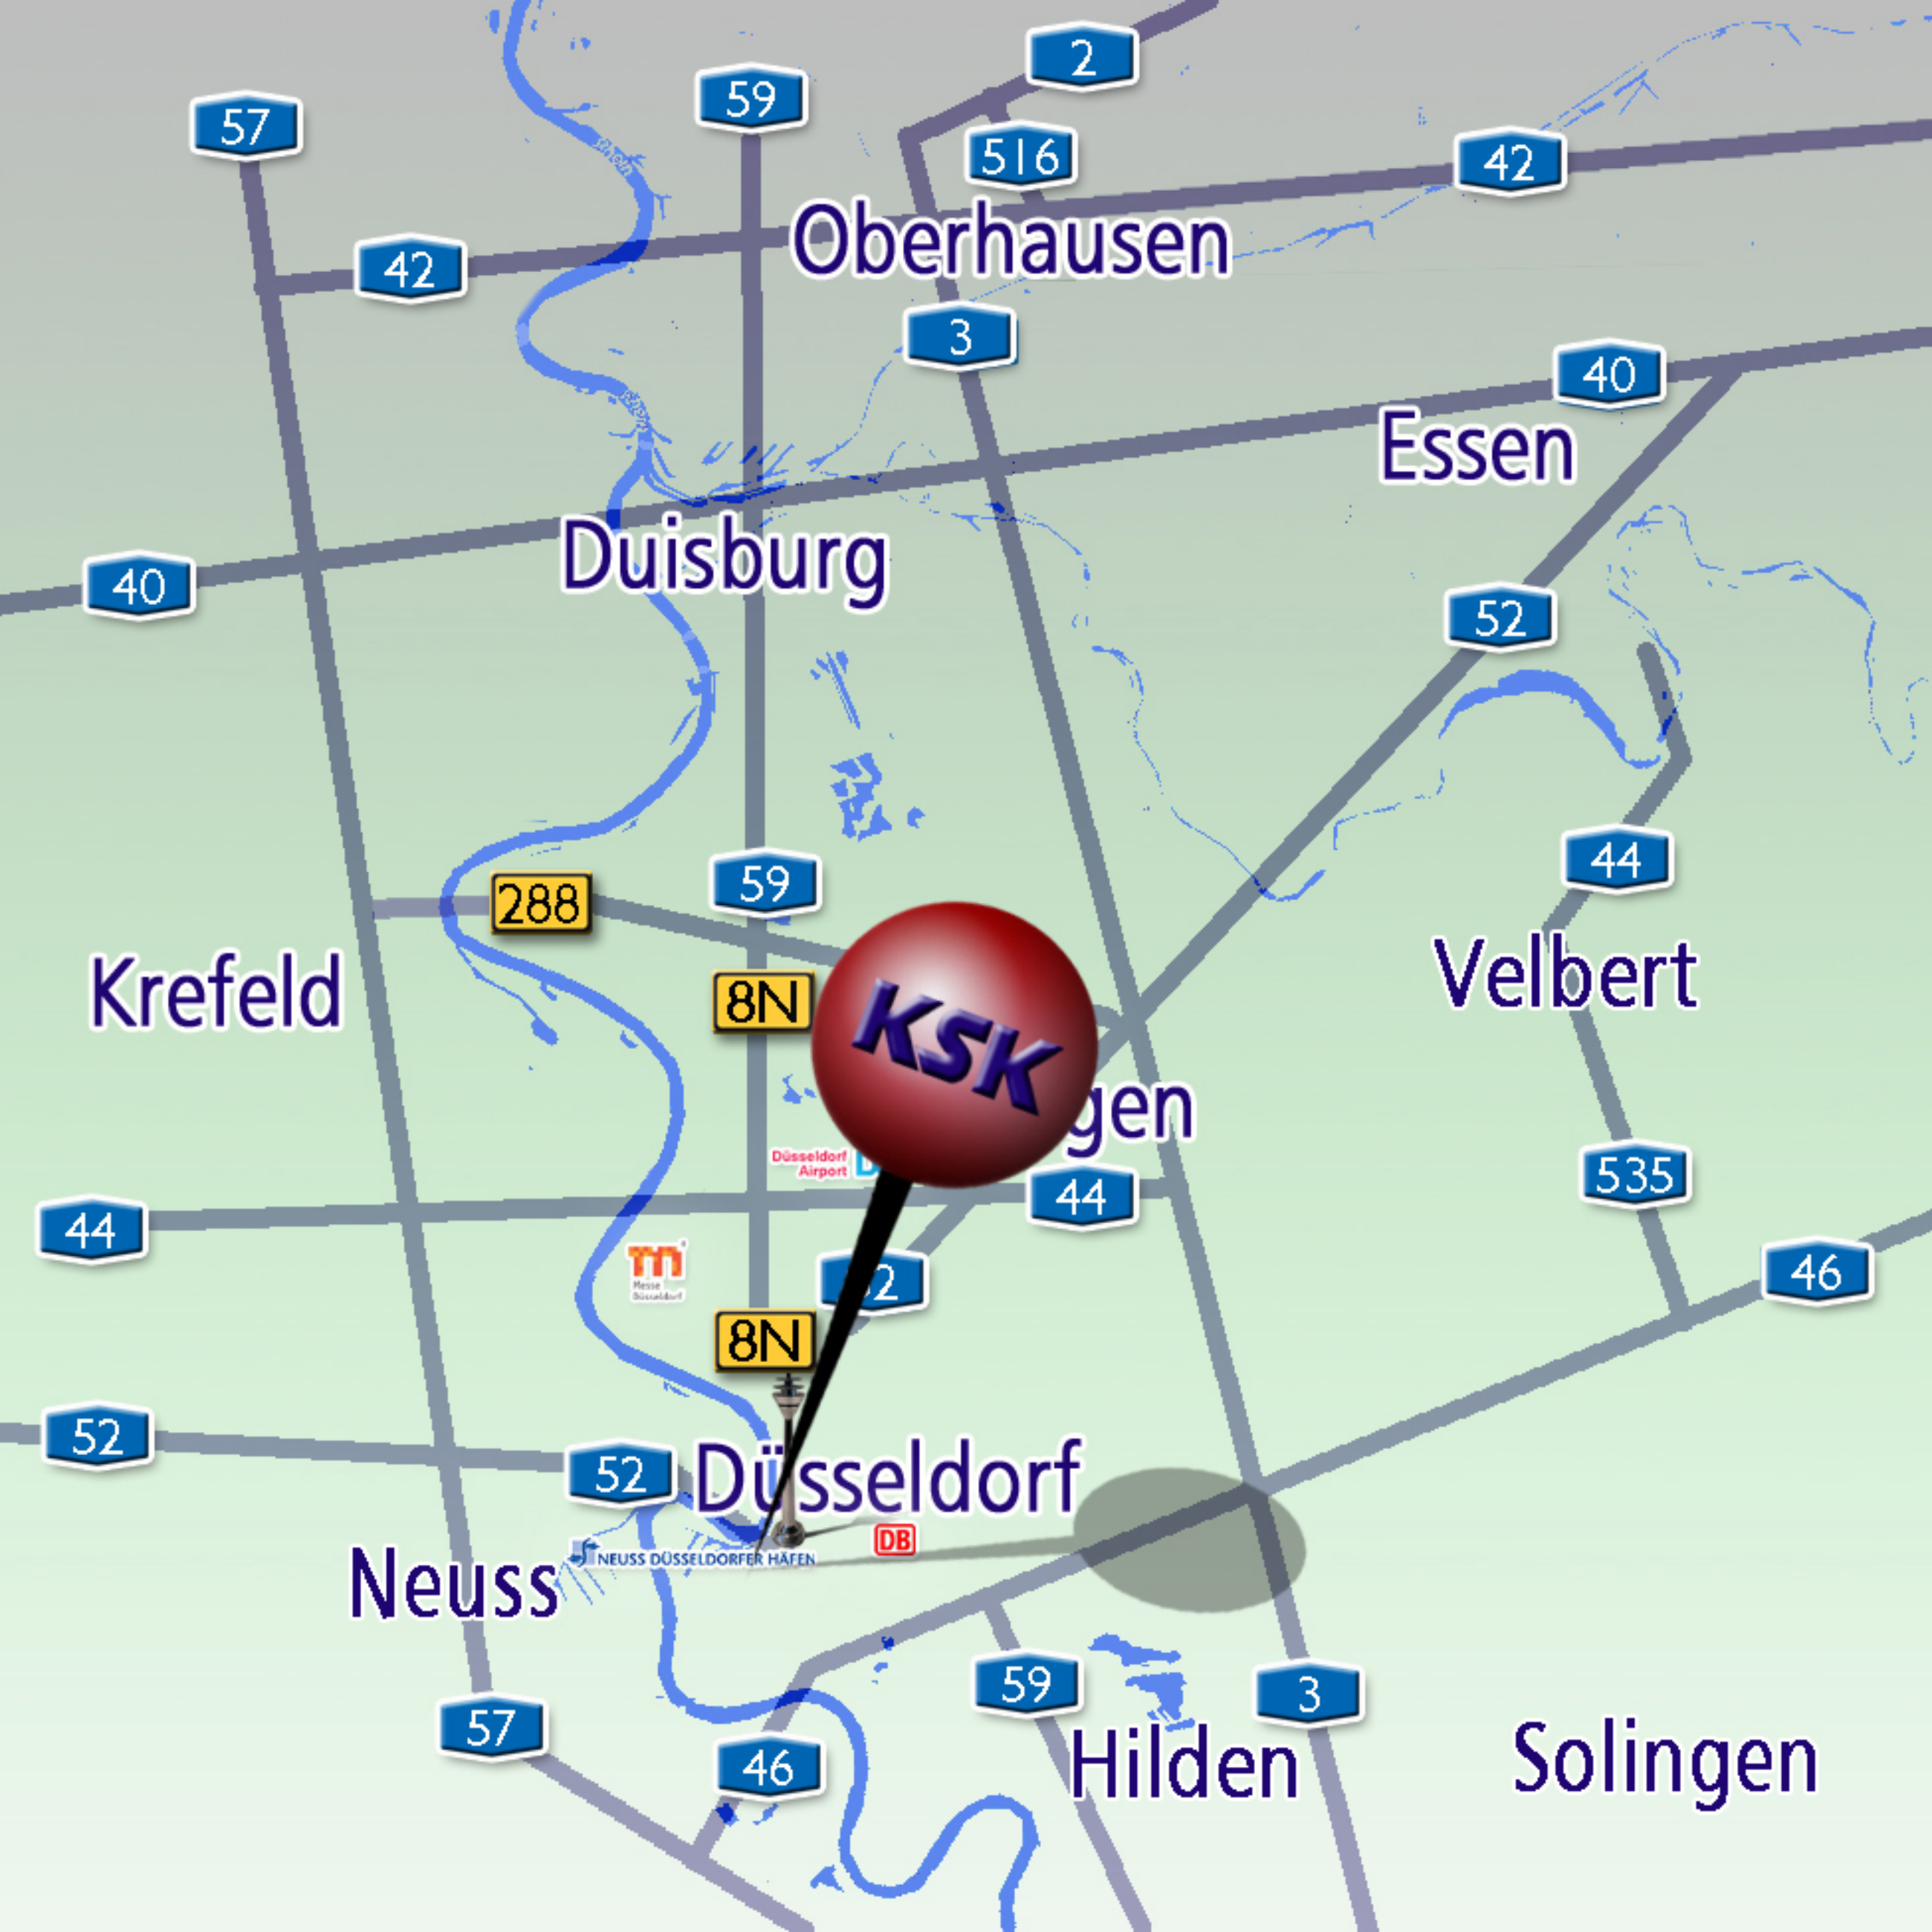 2
59
57
516
42
Oberhausen
42
3
40
Essen
Duisburg
40
52
44
59
288
Krefeld
8N
Velbert
KSK
gen
Düsseldorf
Airport
535
44
44
46
Messe
Düsseldorf
8N
52
52
Düsseldorf
DB
NEUSS DÜSSELDORFER HÄFEN
Neuss
59
3
57
46
Hilden
Solingen